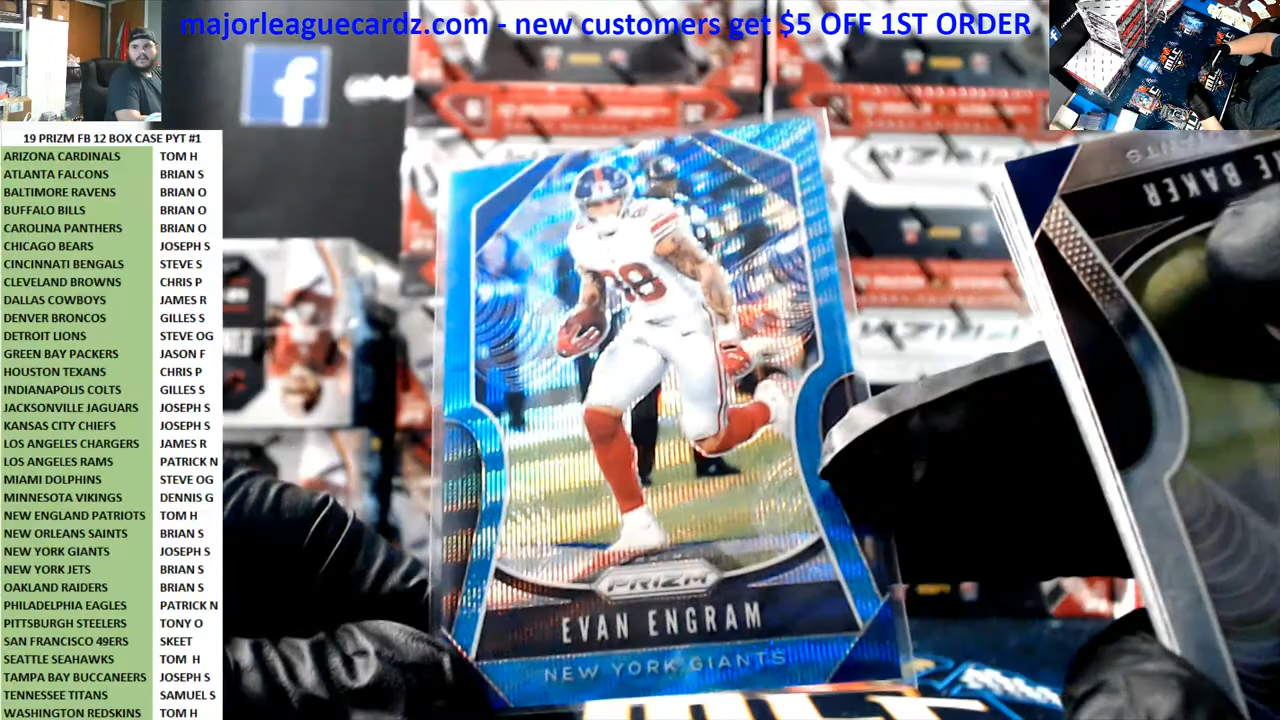 majorleaguecardz.com - new customers get $5 OFF 1ST ORDER
19 PRIZM FB 12 BOX CASE PYT #1
ARIZONA CARDINALS TOM H
ATLANTA FALCONS BRIAN S
BALTIMORE RAVENS BRIAN O
BUFFALO BILLS BRIAN O
CAROLINA PANTHERS BRIAN O
CHICAGO BEARS JOSEPH S
CINCINNATI BENGALS STEVE S
CLEVELAND BROWNS CHRIS P
DALLAS COWBOYS JAMES R
DENVER BRONCOS GILLES S
DETROIT LIONS STEVE OG
GREEN BAY PACKERS JASON F
HOUSTON TEXANS CHRIS P
INDIANAPOLIS COLTS GILLES S
JACKSONVILLE JAGUARS JOSEPH S
KANSAS CITY CHIEFS JOSEPH S
LOS ANGELES CHARGERS JAMES R
LOS ANGELES RAMS PATRICK N
MIAMI DOLPHINS STEVE OG
MINNESOTA VIKINGS DENNIS G
NEW ENGLAND PATRIOTS TOM H
NEW ORLEANS SAINTS BRIAN S
NEW YORK GIANTS JOSEPH S
NEW YORK JETS BRIAN S
OAKLAND RAIDERS BRIAN S
PHILADELPHIA EAGLES PATRICK N
PITTSBURGH STEELERS TONY O
SAN FRANCISCO 49ERS SKEET
SEATTLE SEAHAWKS TOM H
TAMPA BAY BUCCANEERS JOSEPH S
TENNESSEE TITANS SAMUEL S
WASHINGTON REDSKINS TOM H
f
88
PRIZM
EVAN ENGRAM
NEW YORK GIANTS
GIANTS
BAKER
PRIZM
MLC